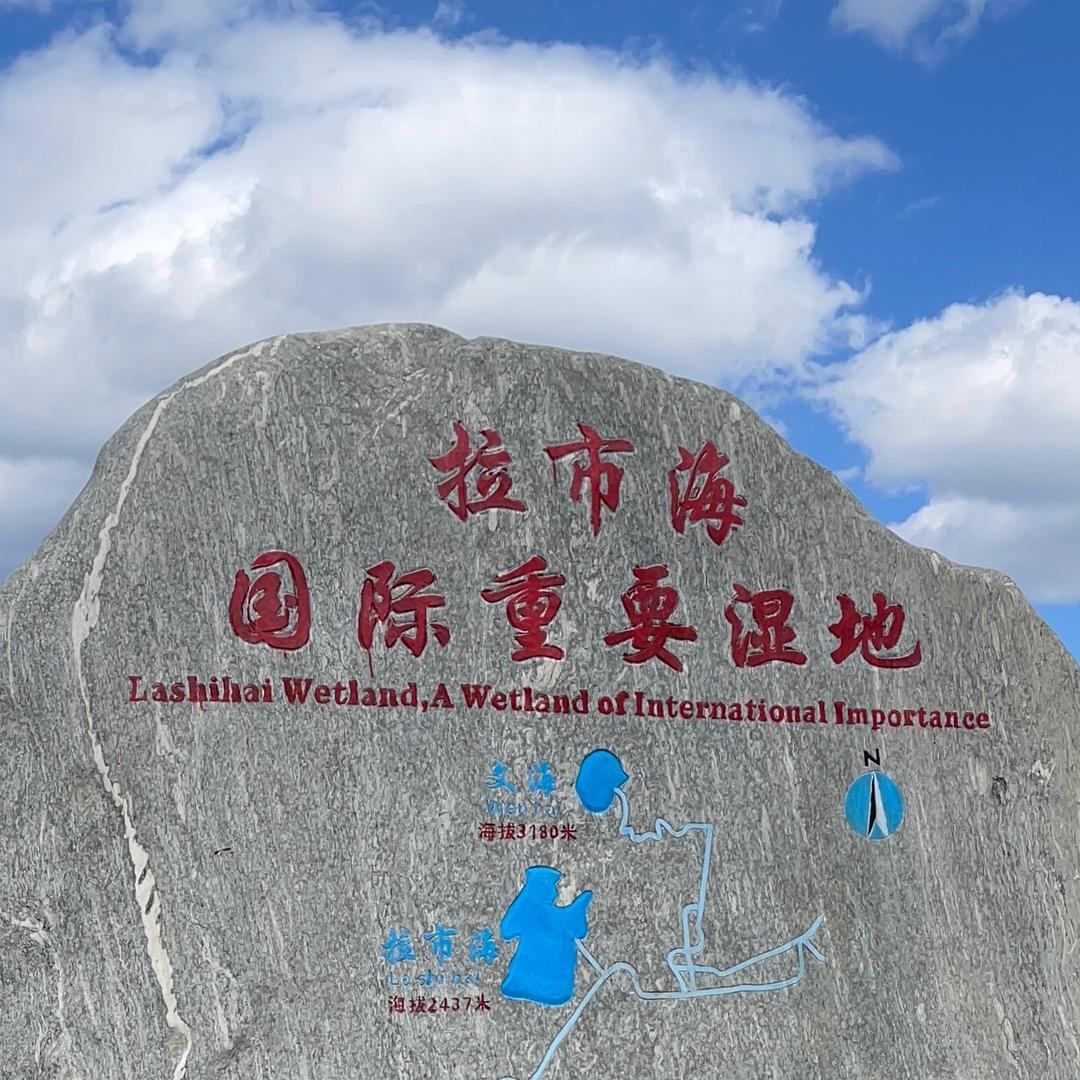 拉市海
国际重要湿地
Lashihai Wetland,A Wetland of International Importance
N
文海
Wen hai
海拔3180米
拉市海
Lashi hai
海拔2437米